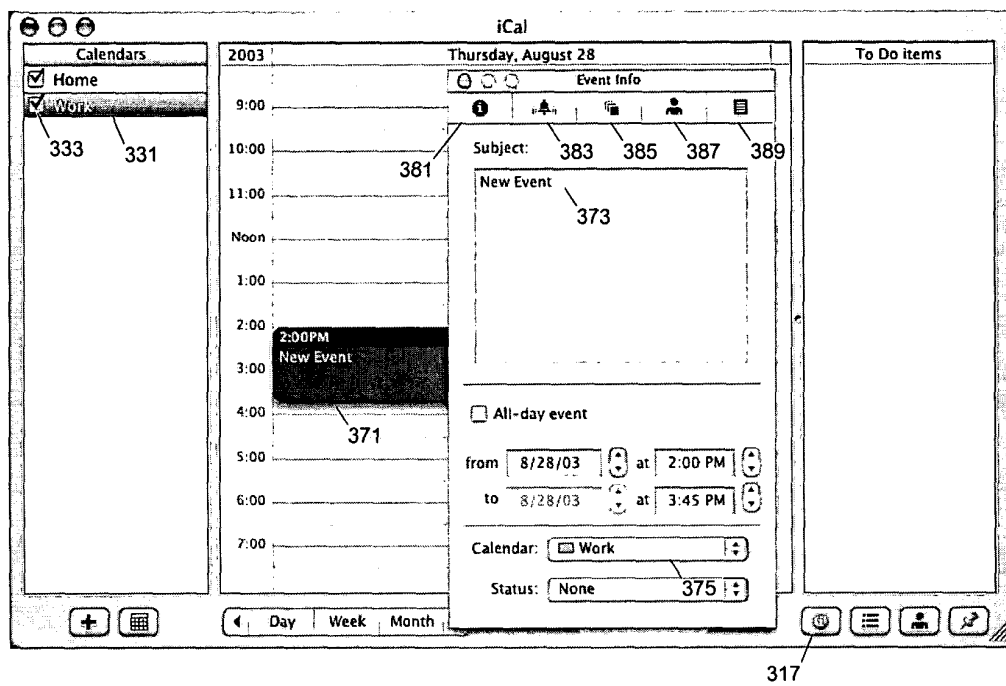 iCal
Calendars
Home
Work
333
331
2003
Thursday, August 28
9:00
10:00
11:00
Noon
1:00
2:00
3:00
4:00
5:00
6:00
7:00
2:00PM
New Event
371
Event Info
381
383
385
387
389
Subject:
New Event
373
All-day event
from 8/28/03 at 2:00 PM
to 8/28/03 at 3:45 PM
Calendar: Work
375
Status: None
To Do items
Day Week Month
317